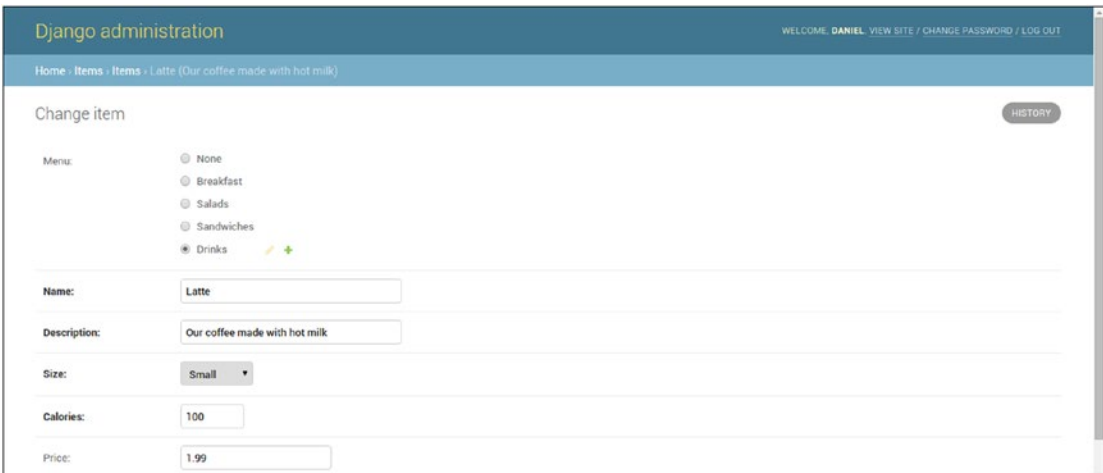 Django administration
WELCOME, DANIEL. VIEW SITE / CHANGE PASSWORD / LOG OUT
Home › Items › Items › Latte (Our coffee made with hot milk)
Change item
HISTORY
Menu:
None
Breakfast
Salads
Sandwiches
Drinks
Name:
Latte
Description:
Our coffee made with hot milk
Size:
Small
Calories:
100
Price:
1.99